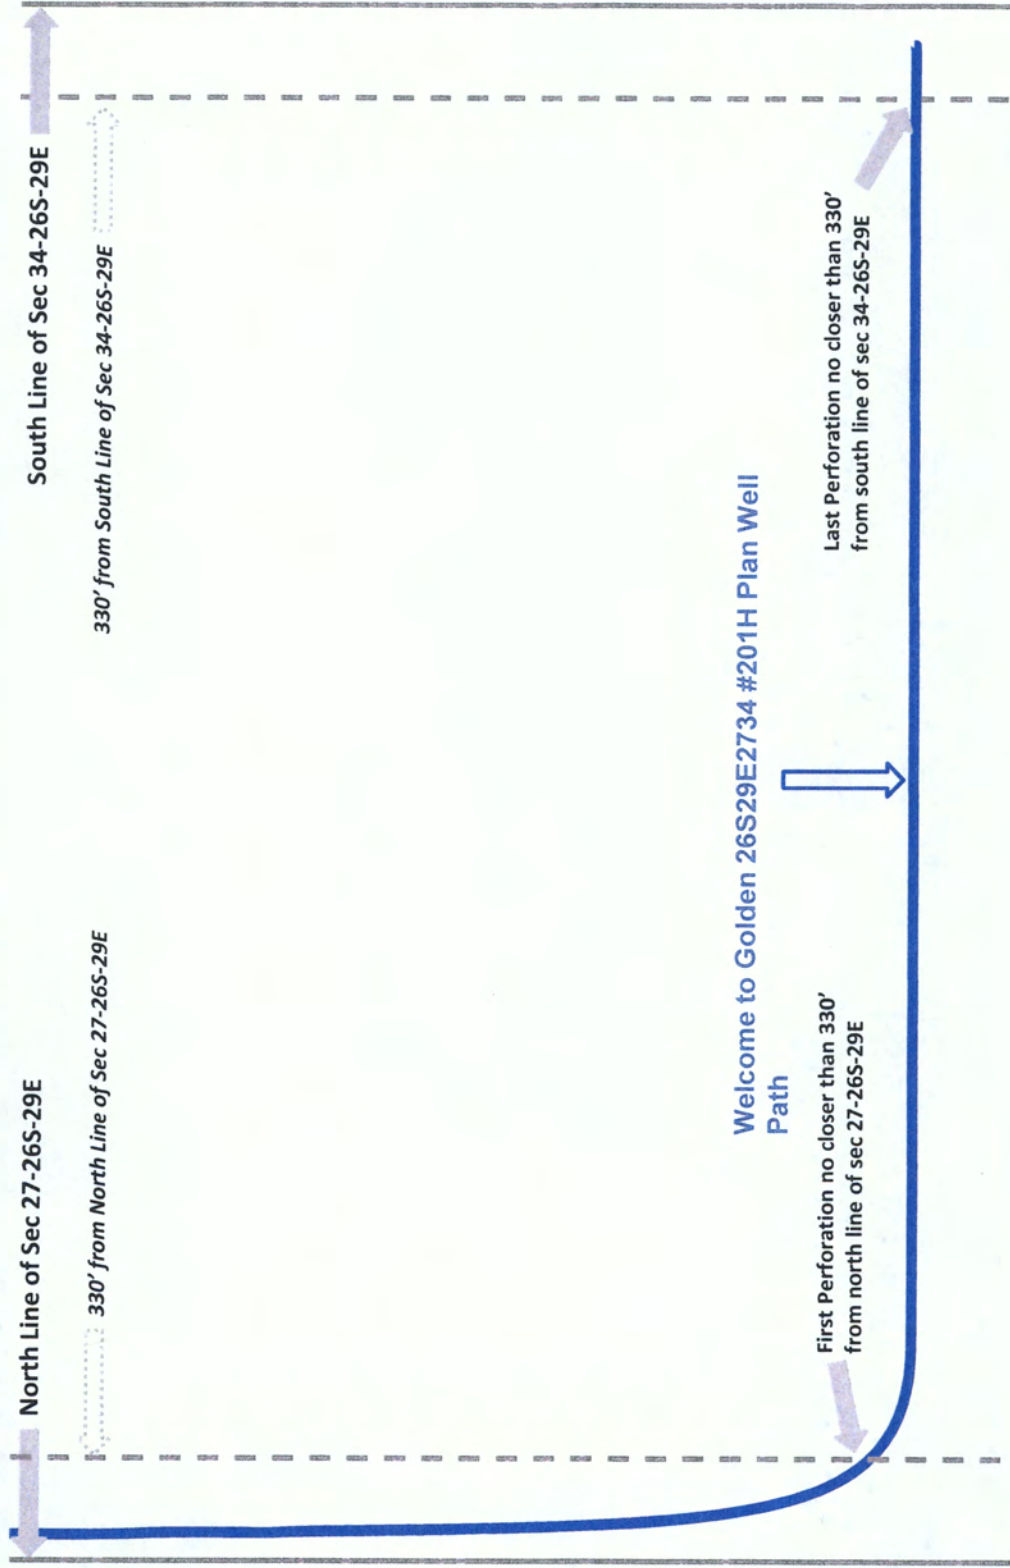 North Line of Sec 27-26S-29E
South Line of Sec 34-26S-29E
330’ from North Line of Sec 27-26S-29E
330’ from South Line of Sec 34-26S-29E
Welcome to Golden 26S29E2734 #201H Plan Well
Path
First Perforation no closer than 330’
from north line of sec 27-26S-29E
Last Perforation no closer than 330’
from south line of sec 34-26S-29E